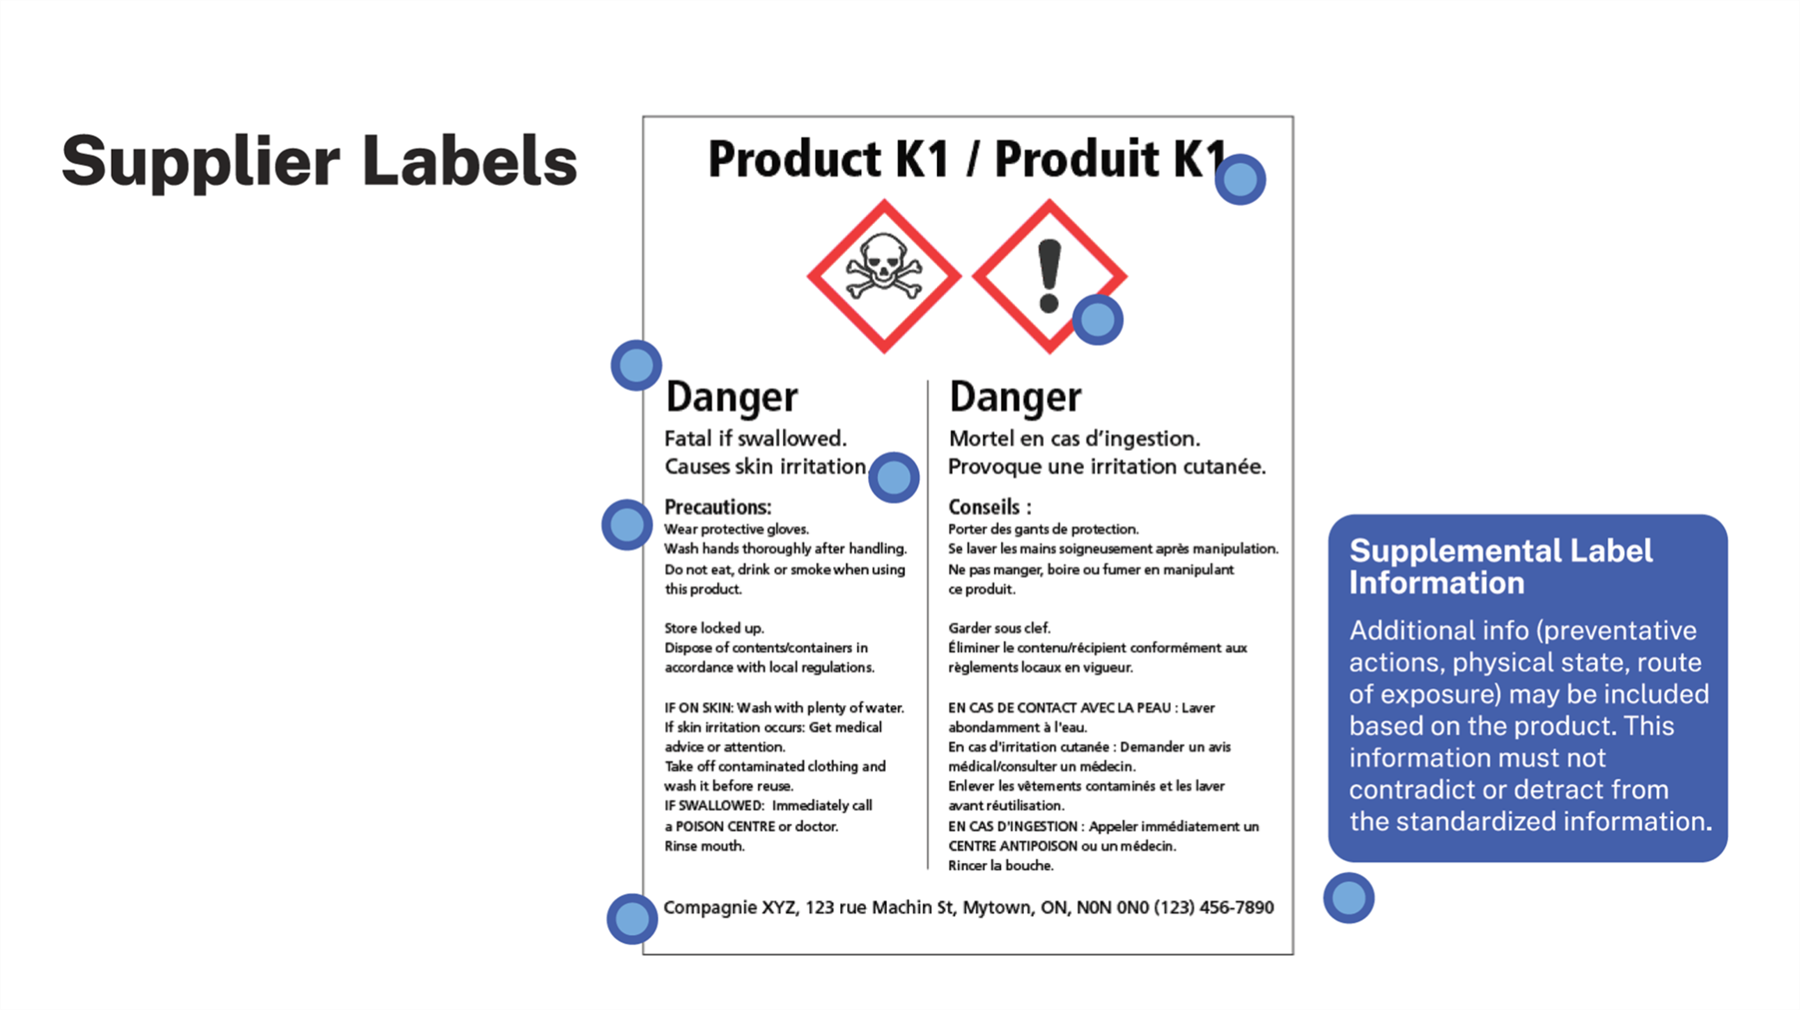 Supplier Labels
Product K1 / Produit K1
Danger
Fatal if swallowed.
Causes skin irritation.
Precautions:
Wear protective gloves.
Wash hands thoroughly after handling.
Do not eat, drink or smoke when using
this product.
Store locked up.
Dispose of contents/containers in
accordance with local regulations.
IF ON SKIN: Wash with plenty of water.
If skin irritation occurs: Get medical
advice or attention.
Take off contaminated clothing and
wash it before reuse.
IF SWALLOWED: Immediately call
a POISON CENTRE or doctor.
Rinse mouth.
Danger
Mortel en cas d’ingestion.
Provoque une irritation cutanée.
Conseils :
Porter des gants de protection.
Se laver les mains soigneusement après manipulation.
Ne pas manger, boire ou fumer en manipulant
ce produit.
Garder sous clef.
Éliminer le contenu/récipient conformément aux
règlements locaux en vigueur.
EN CAS DE CONTACT AVEC LA PEAU : Laver
abondamment à l'eau.
En cas d'irritation cutanée : Demander un avis
médical/consulter un médecin.
Enlever les vêtements contaminés et les laver
avant réutilisation.
EN CAS D'INGESTION : Appeler immédiatement un
CENTRE ANTIPOISON ou un médecin.
Rincer la bouche.
Compagnie XYZ, 123 rue Machin St, Mytown, ON, N0N 0N0 (123) 456-7890
Supplemental Label
Information
Additional info (preventative
actions, physical state, route
of exposure) may be included
based on the product. This
information must not
contradict or detract from
the standardized information.